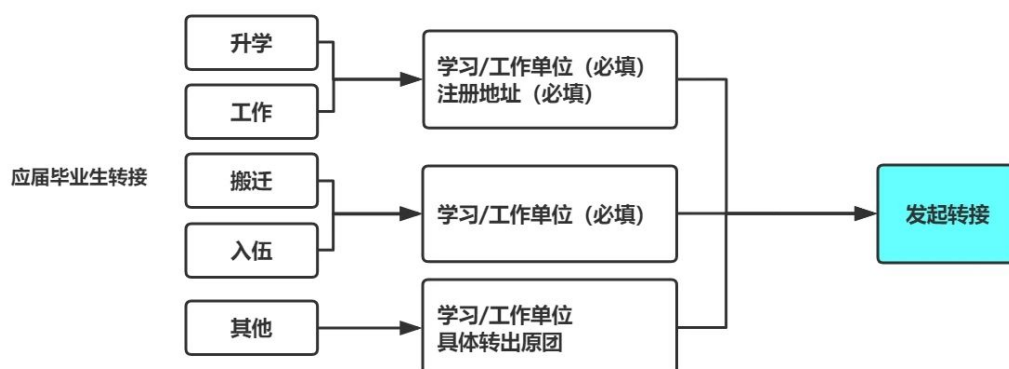 应届毕业生转接
升学
工作
学习/工作单位（必填）
注册地址（必填）
搬迁
入伍
学习/工作单位（必填）
其他
学习/工作单位
具体转出原团
发起转接